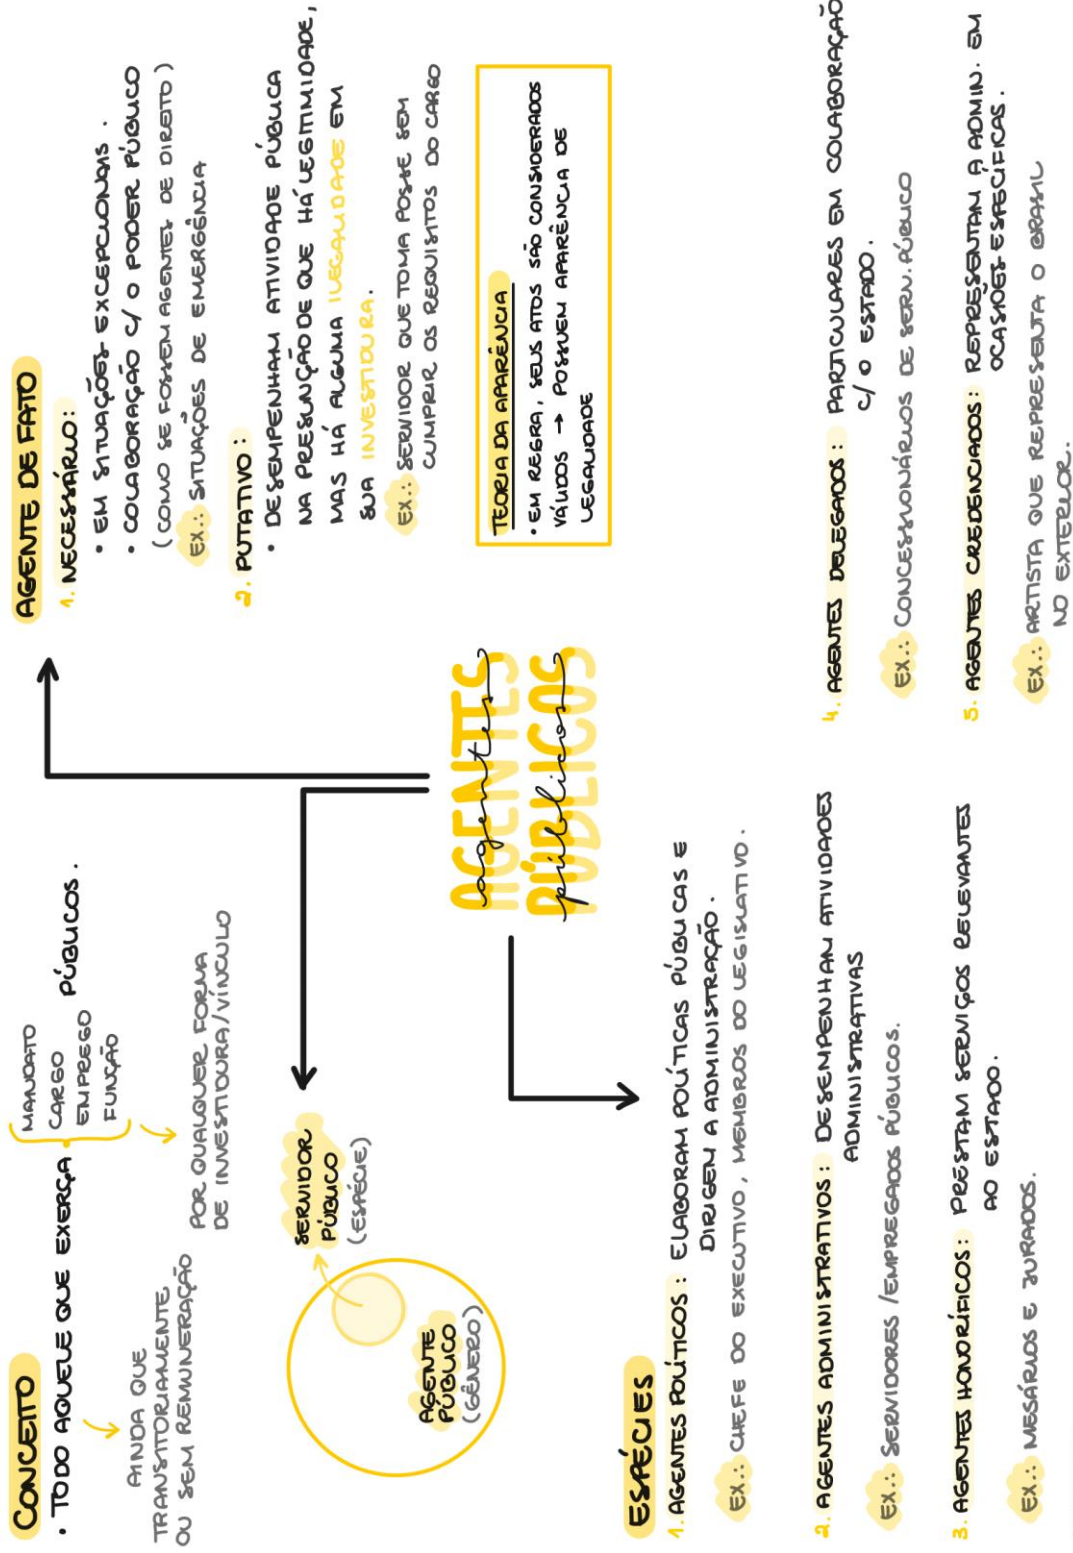 CONCEITO
• TODO AQUELE QUE EXERÇA
MANDATO
CARGO
EMPREGO
FUNÇÃO
PÚBLICOS.
AINDA QUE
TRANSITORIAMENTE
OU SEM REMUNERAÇÃO
POR QUALQUER FORMA
DE INVESTIDURA/VÍNCULO
SERVIDOR
PÚBLICO
(ESPÉCIE)
AGENTE
PÚBLICO
(GÊNERO)
AGENTE DE FATO
1. NECESSÁRIO:
• EM SITUAÇÕES EXCEPCIONAIS.
• COLABORAÇÃO C/ O PODER PÚBLICO
(COMO SE FOSSEM AGENTES DE DIREITO)
EX.: SITUAÇÕES DE EMERGÊNCIA
2. PUTATIVO:
• DESEMPENHAM ATIVIDADE PÚBLICA
NA PRESUNÇÃO DE QUE HÁ LEGITIMIDADE,
MAS HÁ ALGUMA ILEGALIDADE EM
SUA INVESTIDURA.
EX.: SERVIDOR QUE TOMA POSSE SEM
CUMPRIR OS REQUISITOS DO CARGO
TEORIA DA APARÊNCIA
• EM REGRA, SEUS ATOS SÃO CONSIDERADOS
VÁLIDOS → POSSUEM APARÊNCIA DE
LEGALIDADE
AGENTES
agentes
PÚBLICOS
públicos
ESPÉCIES
1. AGENTES POLÍTICOS: ELABORAM POLÍTICAS PÚBLICAS E
DIRIGEM A ADMINISTRAÇÃO.
EX.: CHEFE DO EXECUTIVO, MEMBROS DO LEGISLATIVO.
2. AGENTES ADMINISTRATIVOS: DESEMPENHAM ATIVIDADES
ADMINISTRATIVAS
EX.: SERVIDORES/EMPREGADOS PÚBLICOS.
3. AGENTES HONORÍFICOS: PRESTAM SERVIÇOS RELEVANTES
AO ESTADO.
EX.: MESÁRIOS E JURADOS.
4. AGENTES DELEGADOS: PARTICULARES EM COLABORAÇÃO
C/ O ESTADO.
EX.: CONCESSIONÁRIOS DE SERV. PÚBLICO
5. AGENTES CREDENCIADOS: REPRESENTAM A ADMIN. EM
OCASIÕES ESPECÍFICAS.
EX.: ARTISTA QUE REPRESENTA O BRASIL
NO EXTERIOR.